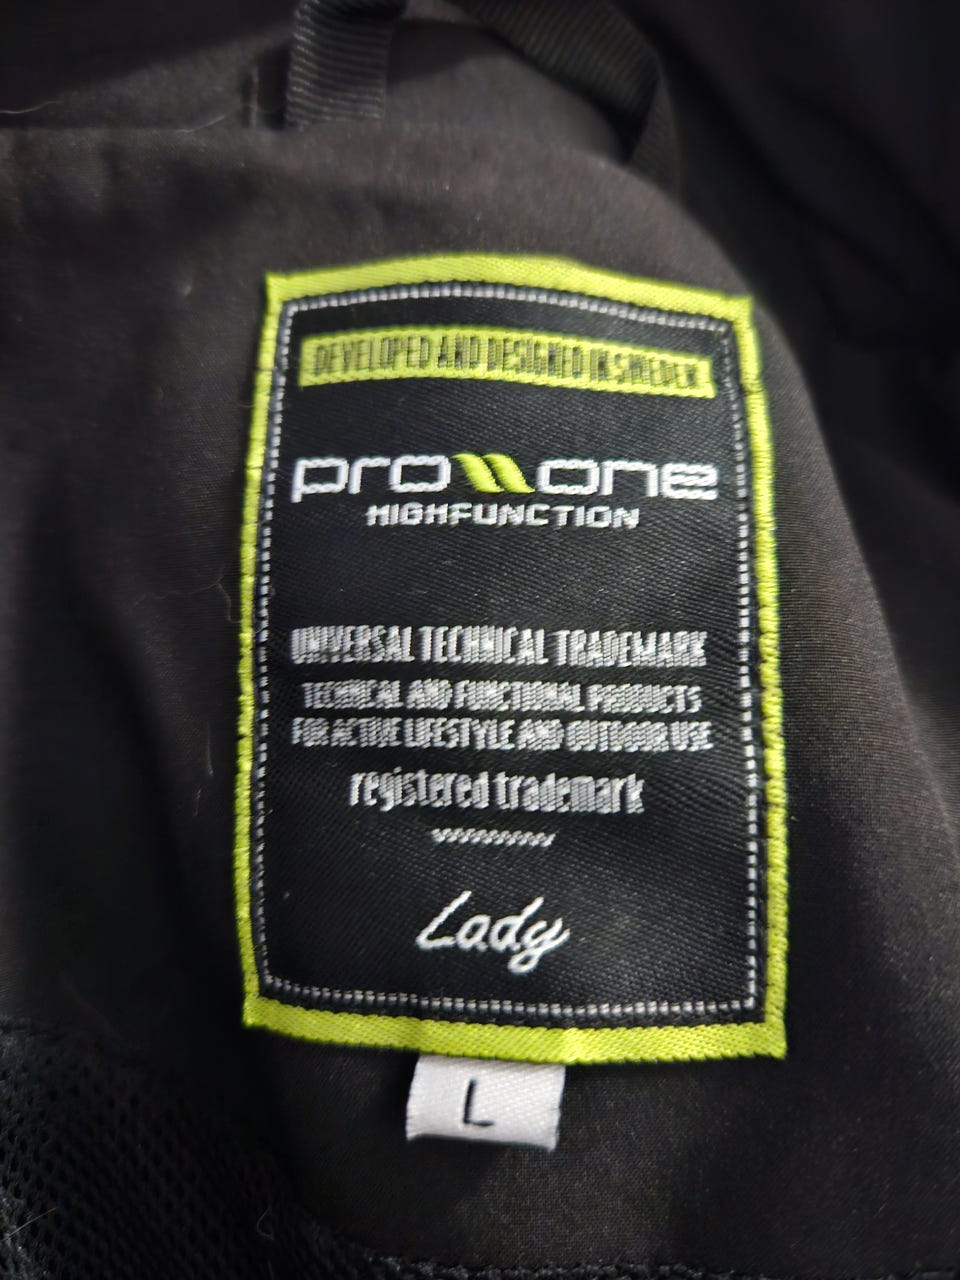 DEVELOPED AND DESIGNED IN SWEDEN
pro one
HIGHFUNCTION
UNIVERSAL TECHNICAL TRADEMARK
TECHNICAL AND FUNCTIONAL PRODUCTS
FOR ACTIVE LIFESTYLE AND OUTDOOR USE
registered trademark
Lady
L